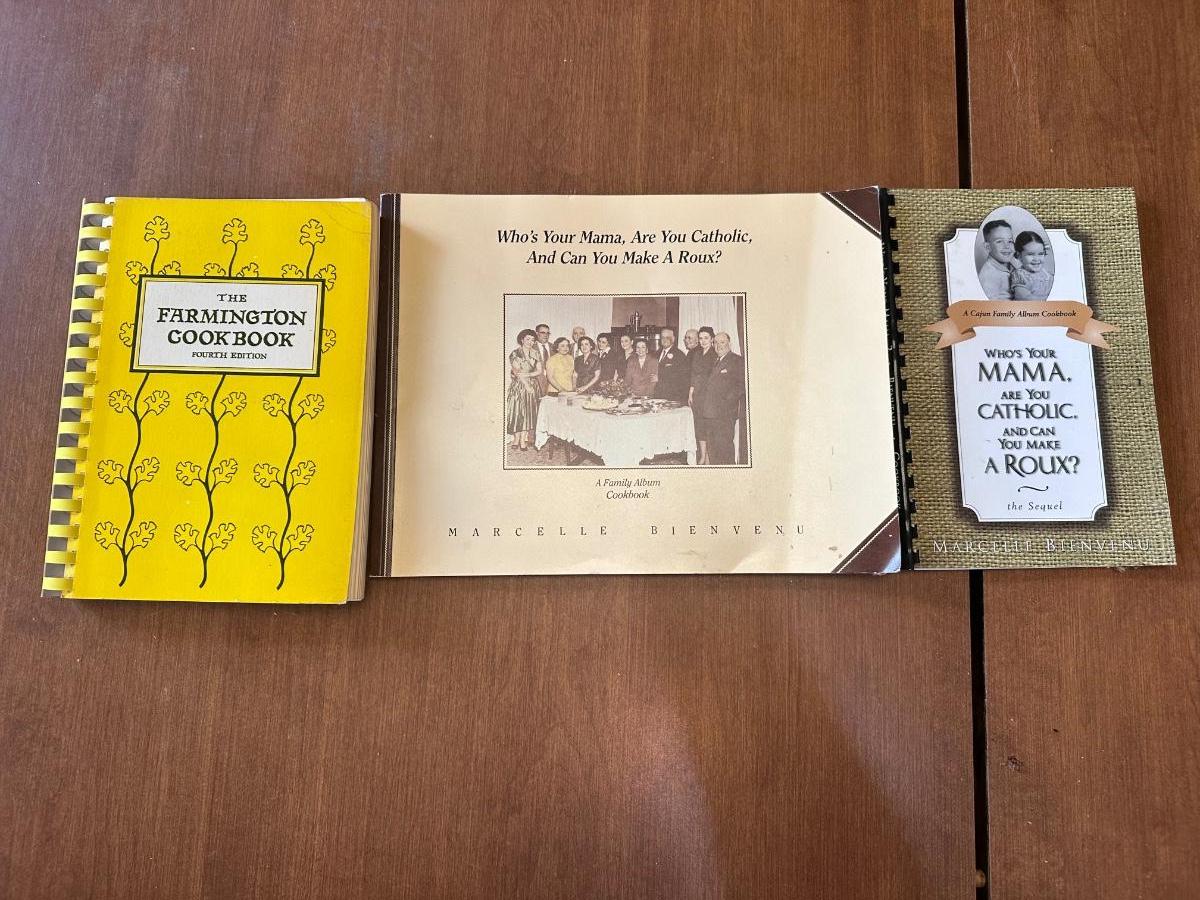 THE
FARMINGTON
COOK BOOK
FOURTH EDITION
Who's Your Mama, Are You Catholic,
And Can You Make A Roux?
A Family Album
Cookbook
MARCELLE BIENVENU
A Cajun Family Album Cookbook
WHO'S YOUR
MAMA,
ARE YOU
CATHOLIC,
AND CAN
YOU MAKE
A ROUX?
the Sequel
MARCELLE BIENVENU